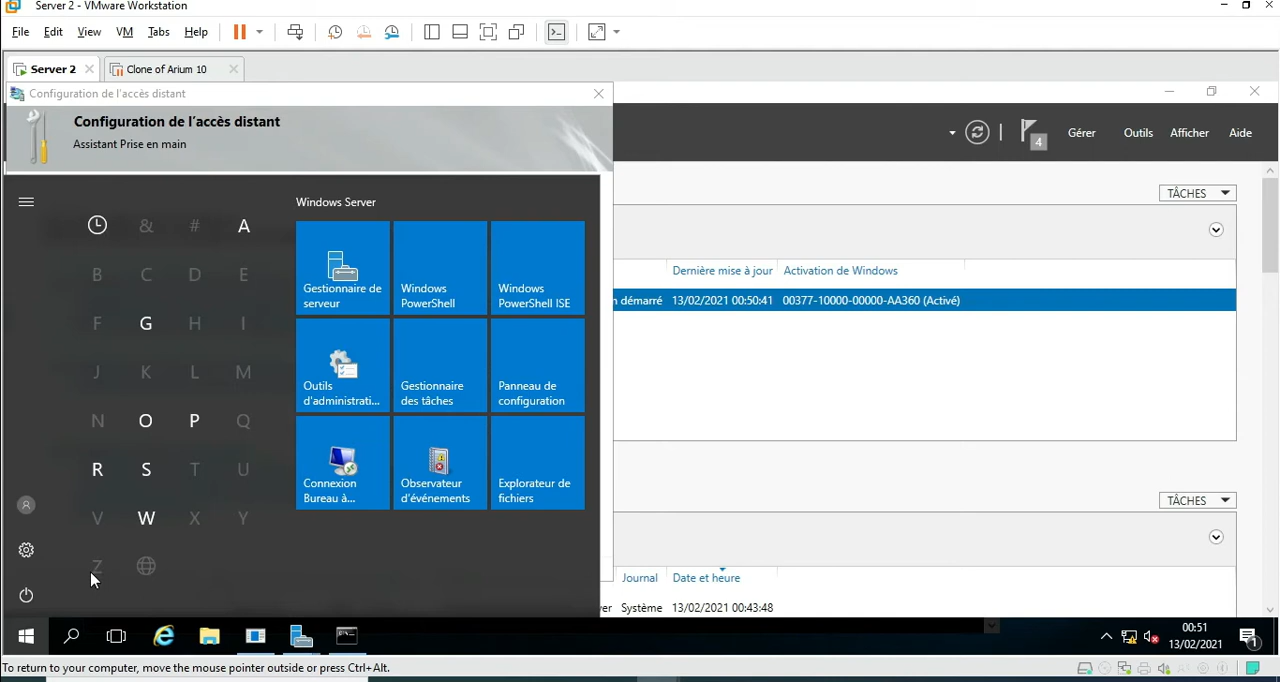 Server 2 - VMware Workstation
File Edit View VM Tabs Help
Server 2 Clone of Arium 10
Configuration de l'accès distant
Configuration de l'accès distant
Assistant Prise en main
4 Gérer Outils Afficher Aide
Windows Server
TÂCHES
& # A
B C D E
F G H I
J K L M
N O P Q
R S T U
V W X Y
Z
Gestionnaire de serveur
Windows PowerShell
Windows PowerShell ISE
Outils d'administrati...
Gestionnaire des tâches
Panneau de configuration
Connexion Bureau à...
Observateur d'événements
Explorateur de fichiers
Dernière mise à jour Activation de Windows
démarré 13/02/2021 00:50:41 00377-10000-00000-AA360 (Activé)
TÂCHES
Journal Date et heure
Système 13/02/2021 00:43:48
00:51
13/02/2021
1
To return to your computer, move the mouse pointer outside or press Ctrl+Alt.